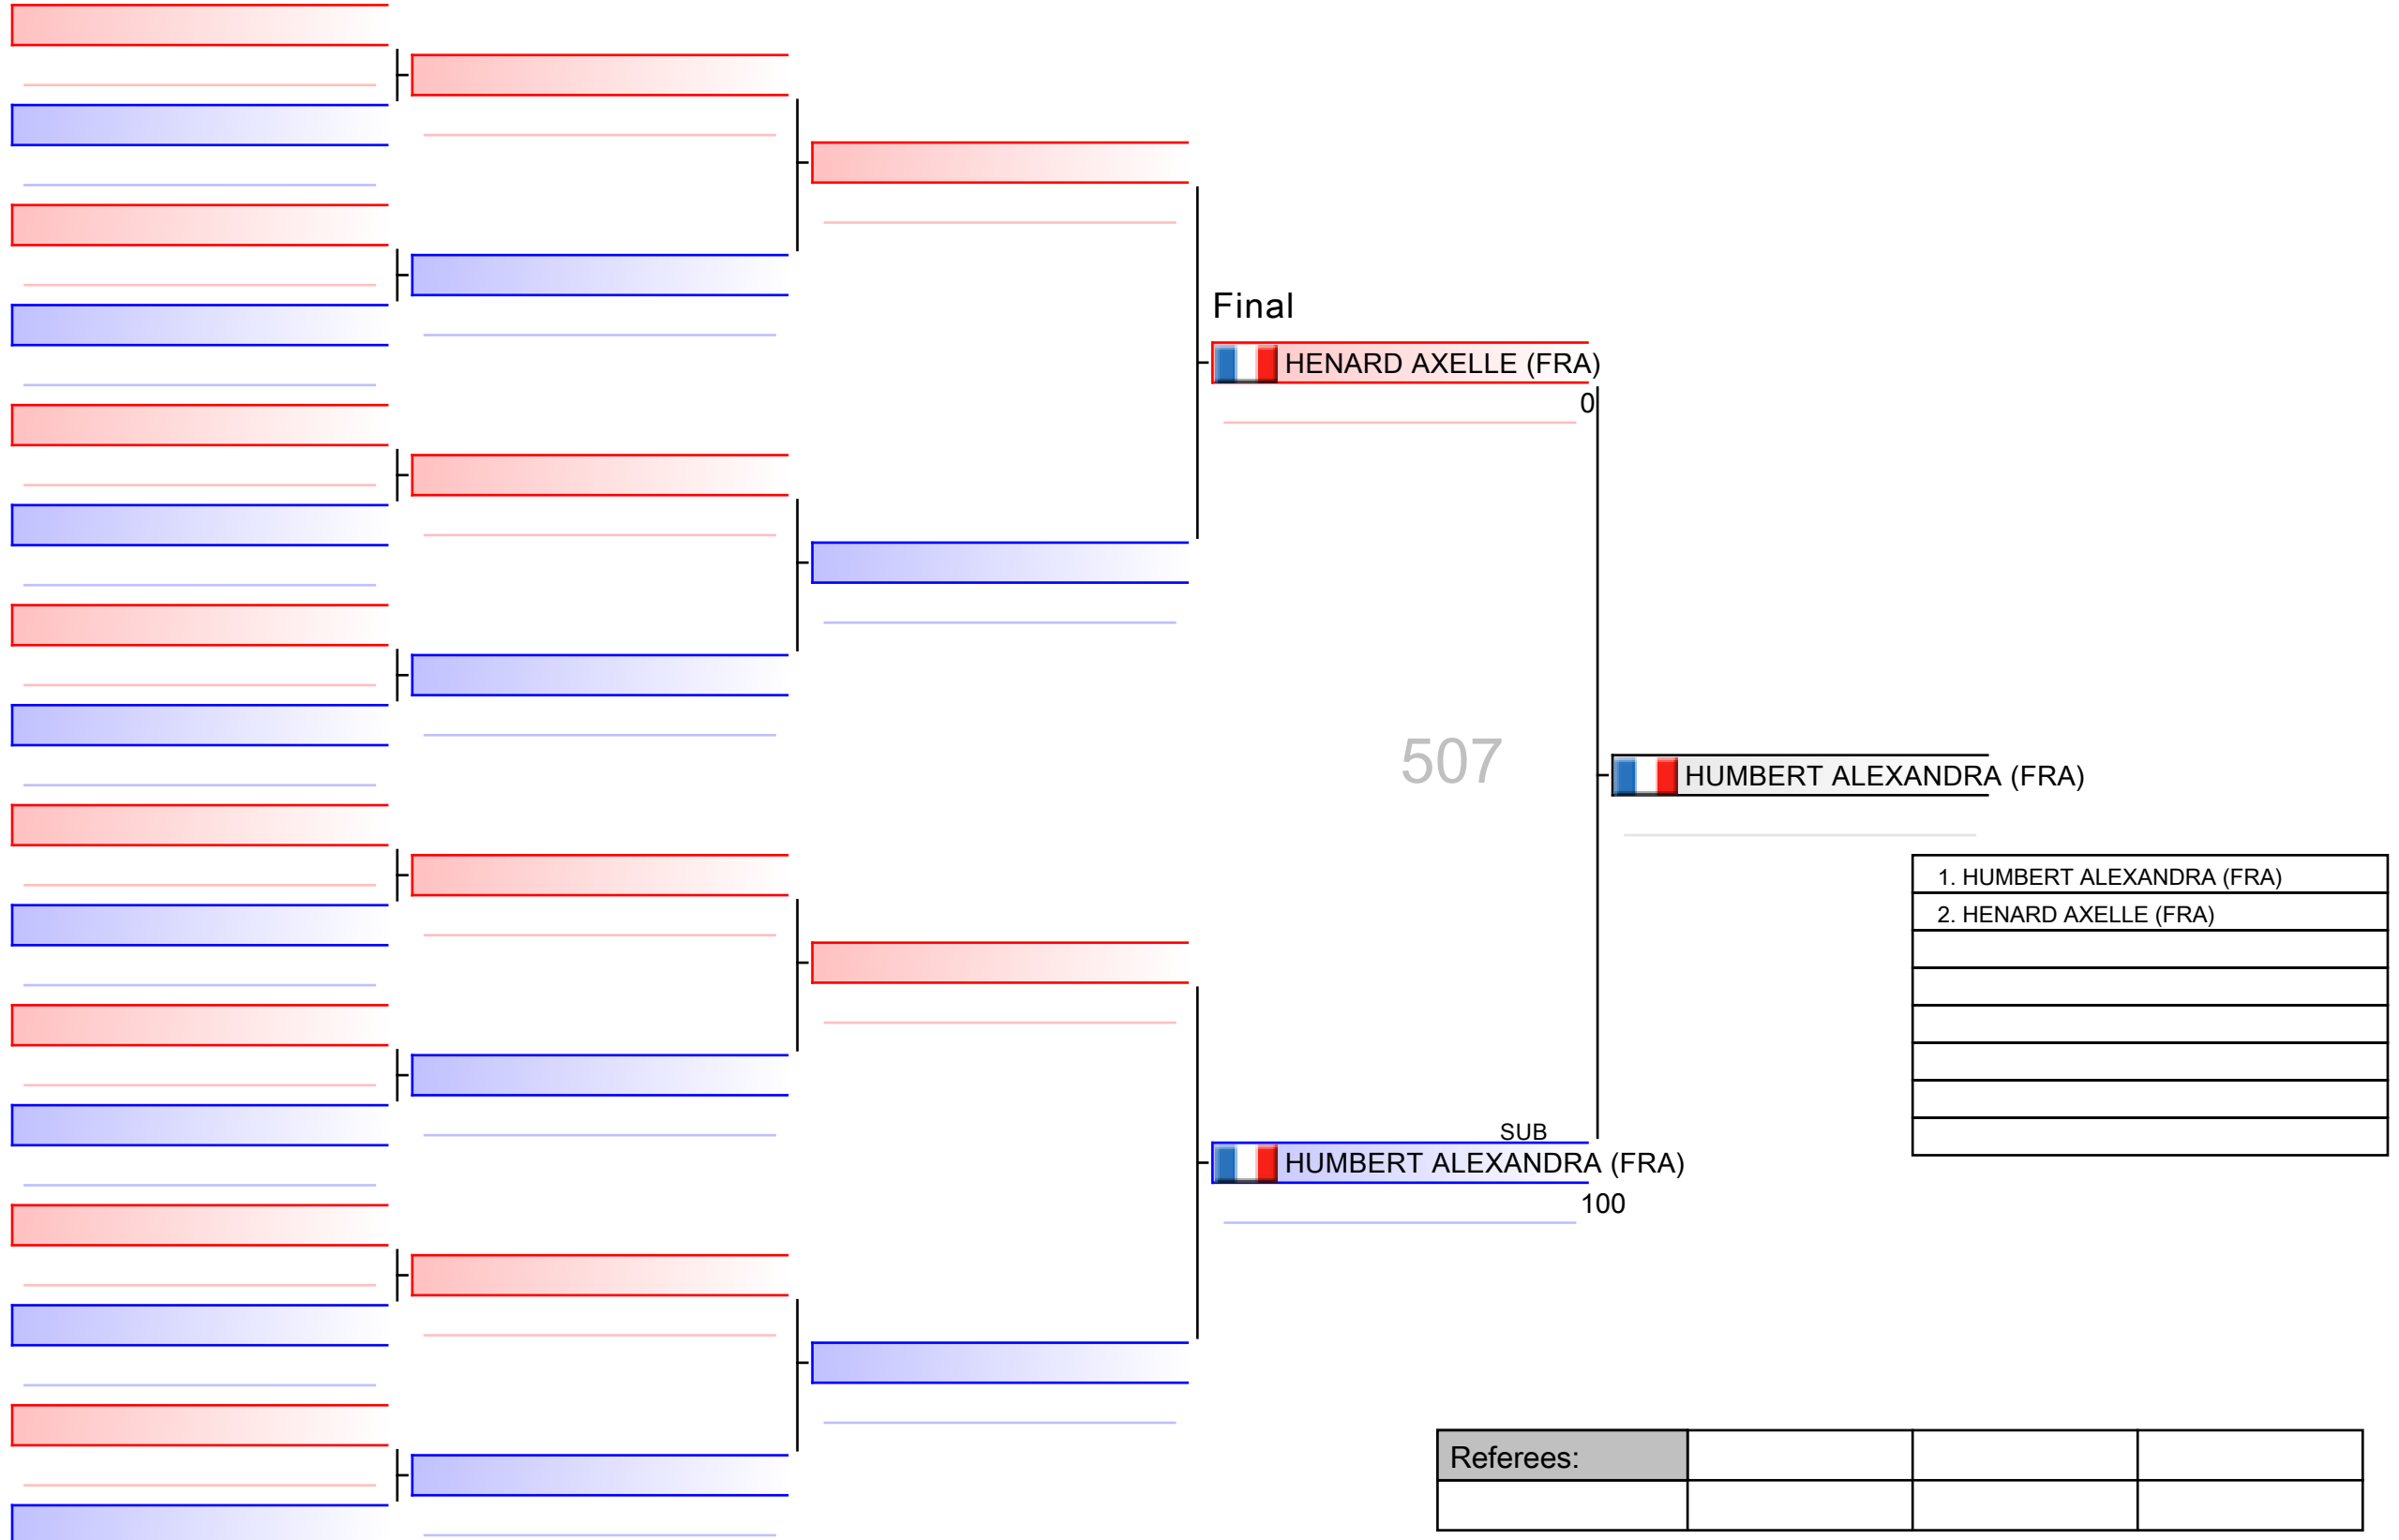 Final
HENARD AXELLE (FRA)
0
507
HUMBERT ALEXANDRA (FRA)
1. HUMBERT ALEXANDRA (FRA)
2. HENARD AXELLE (FRA)
SUB
HUMBERT ALEXANDRA (FRA)
100
Referees: